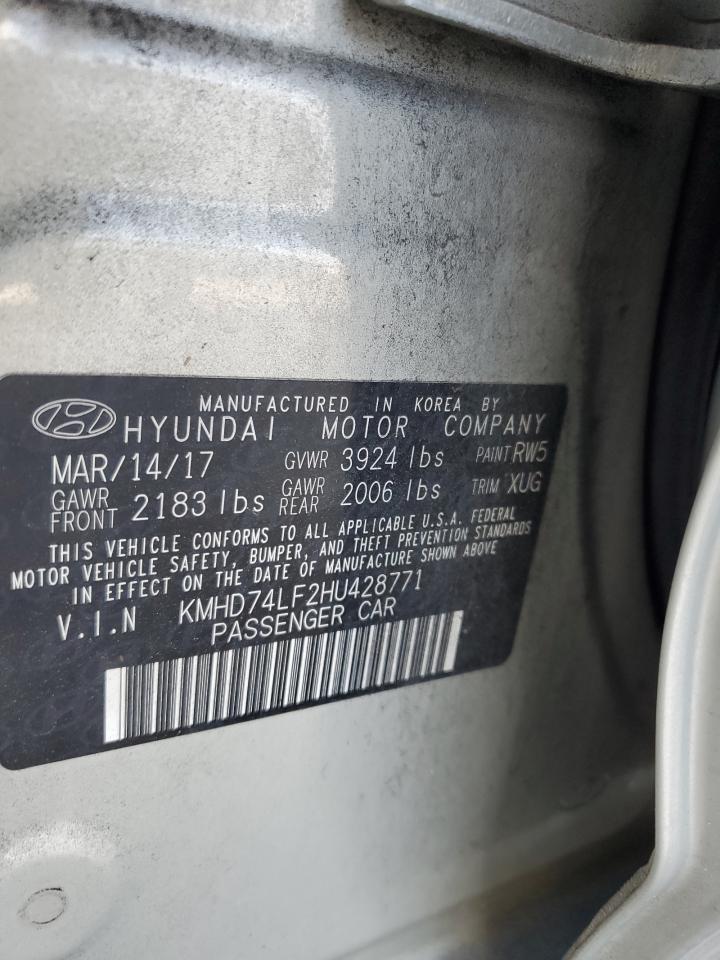 MANUFACTURED IN KOREA BY
HYUNDAI MOTOR COMPANY
MAR/14/17 GVWR 3924 lbs PAINT RW5
GAWR FRONT 2183 lbs GAWR REAR 2006 lbs TRIM XUG
THIS VEHICLE CONFORMS TO ALL APPLICABLE U.S.A. FEDERAL
MOTOR VEHICLE SAFETY, BUMPER, AND THEFT PREVENTION STANDARDS
IN EFFECT ON THE DATE OF MANUFACTURE SHOWN ABOVE
V.I.N KMHD74LF2HU428771
PASSENGER CAR